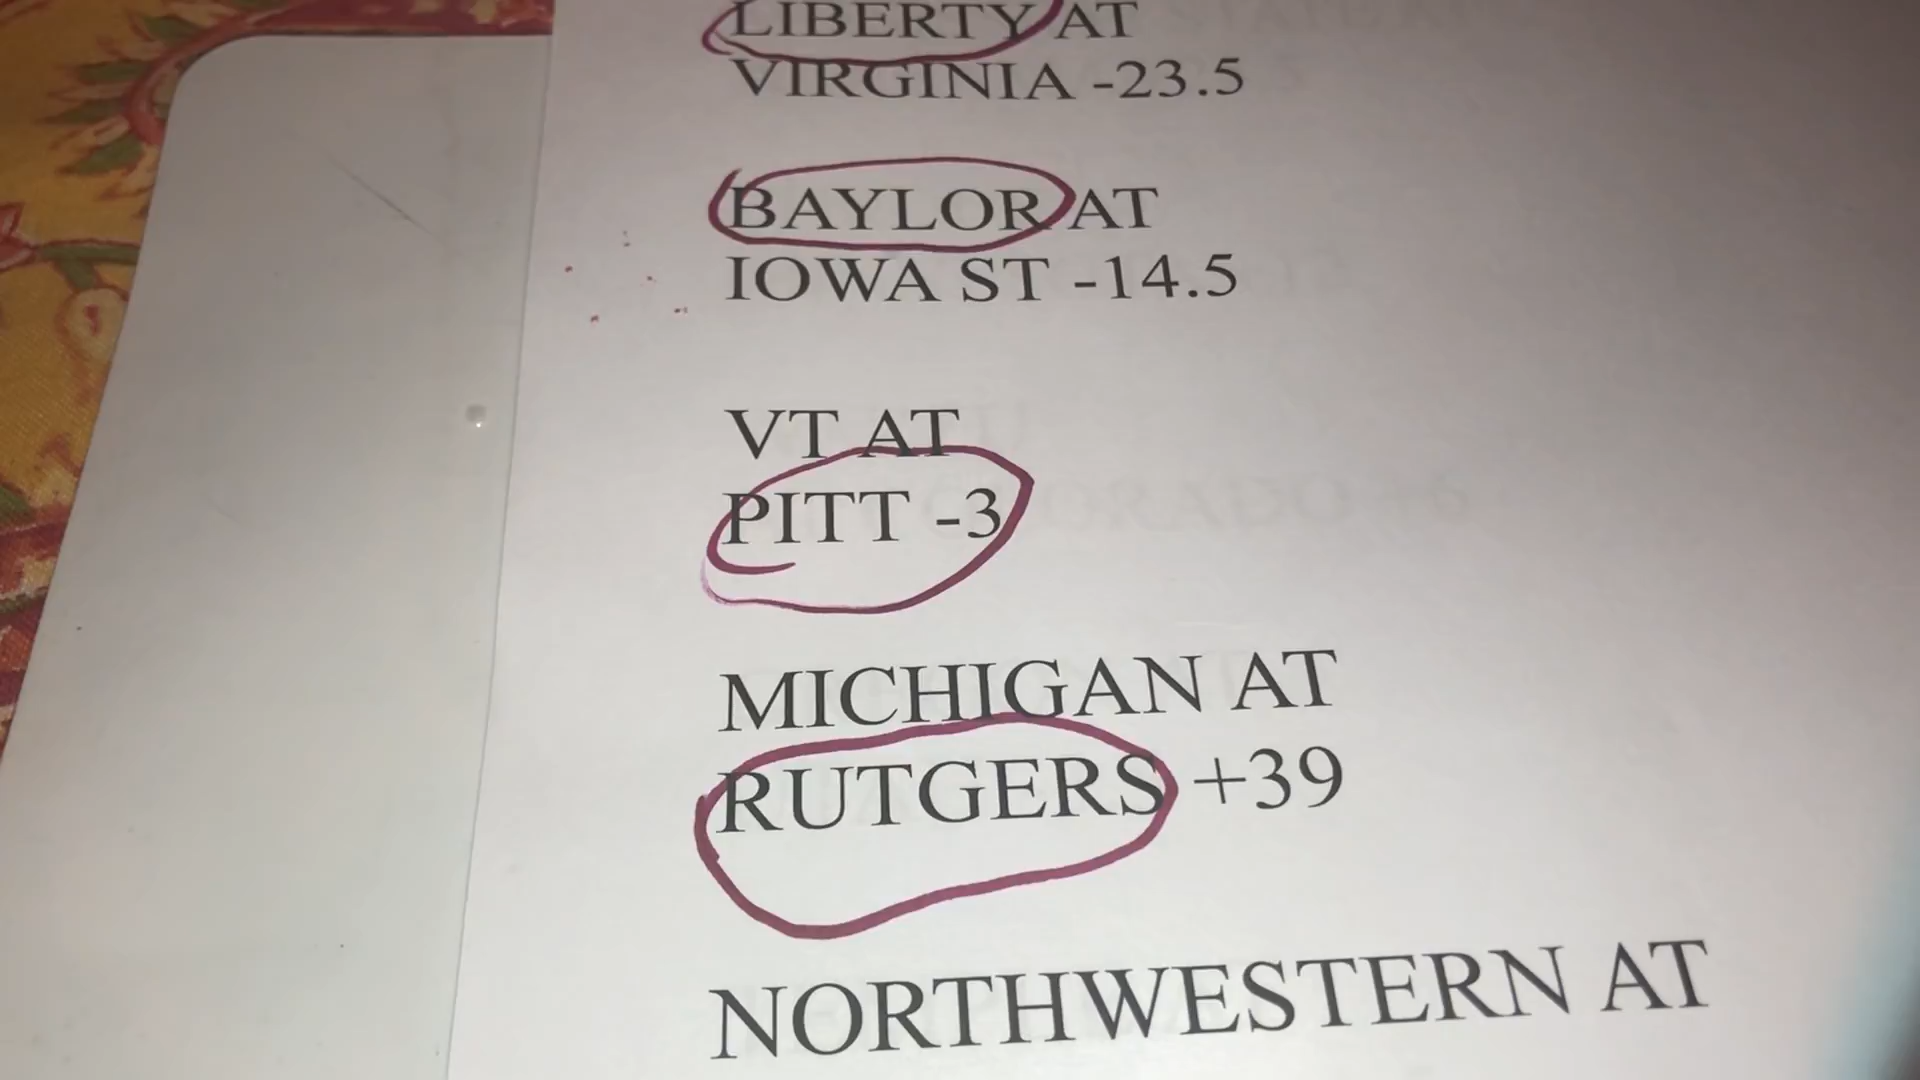 LIBERTY AT
VIRGINIA -23.5
BAYLOR AT
IOWA ST -14.5
VT AT
PITT -3
MICHIGAN AT
RUTGERS +39
NORTHWESTERN AT